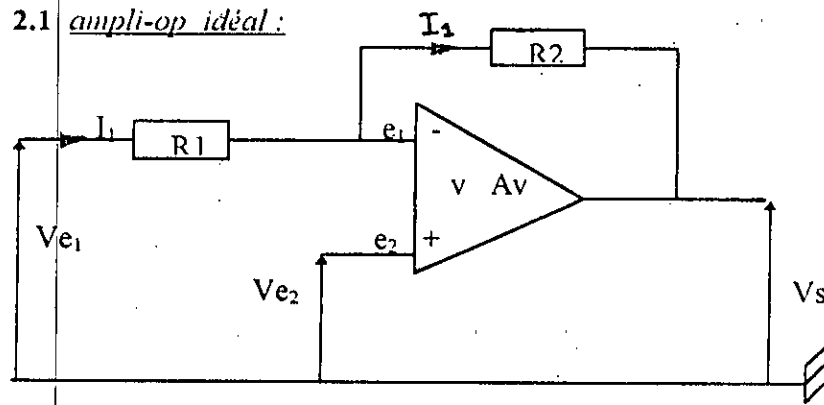 2.1 ampli-op idéal :
I₁
R2
I₁
R1
e₁
-
v Av
e₂
+
Ve₁
Ve₂
Vs